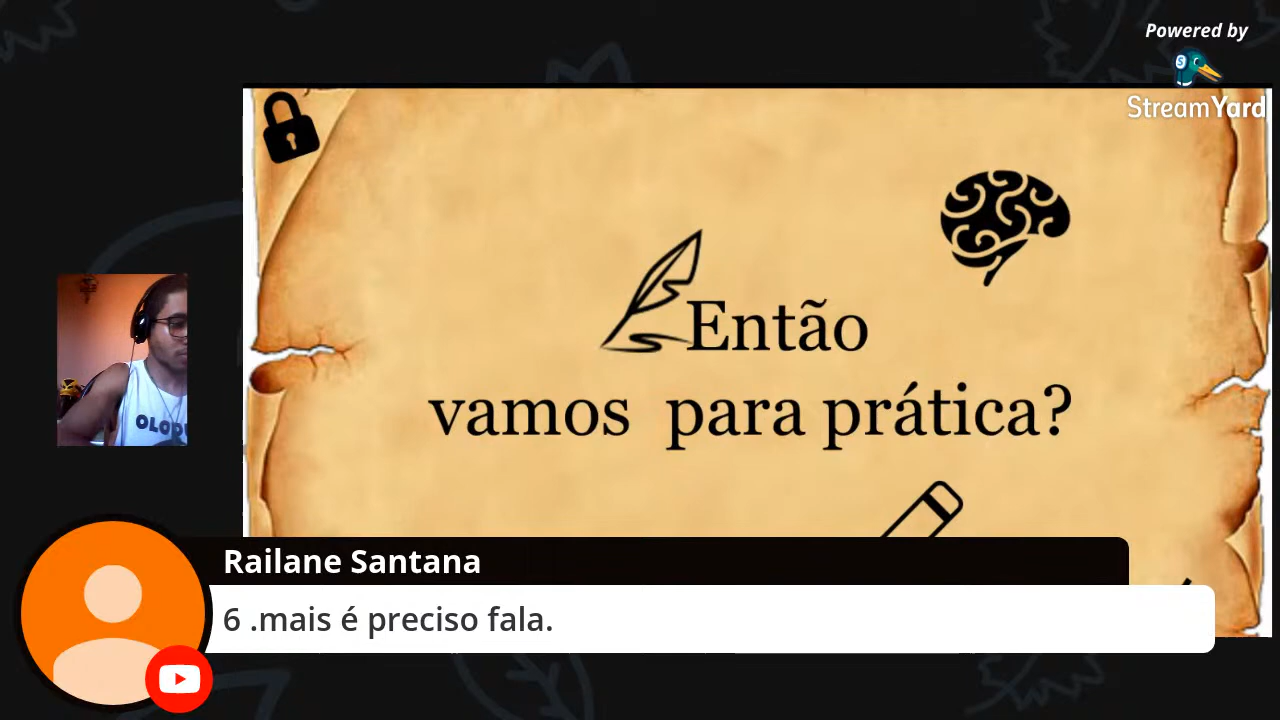 Powered by
StreamYard
Então
vamos para prática?
Railane Santana
6 .mais é preciso fala.